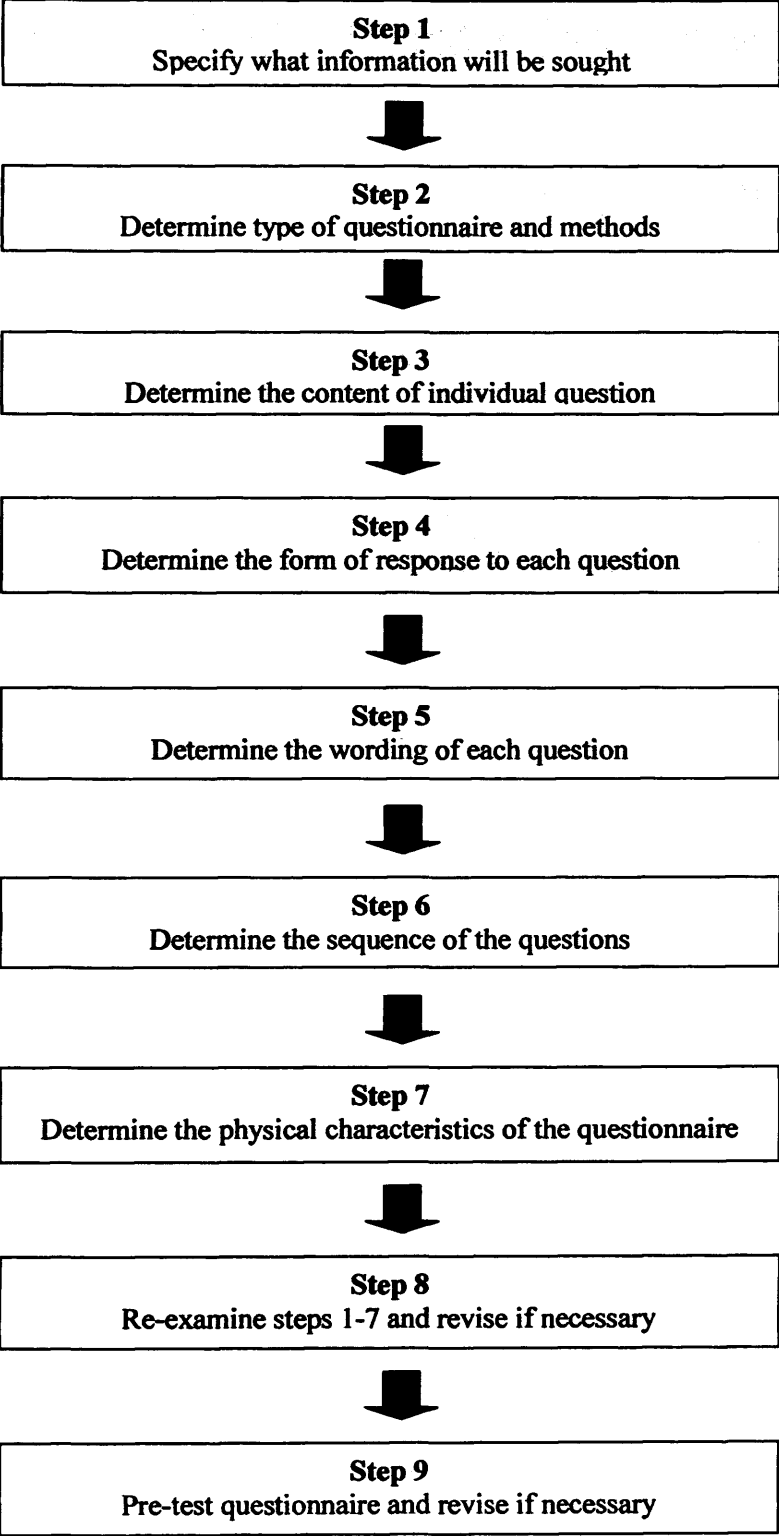 Step 1
Specify what information will be sought
Step 2
Determine type of questionnaire and methods
Step 3
Determine the content of individual question
Step 4
Determine the form of response to each question
Step 5
Determine the wording of each question
Step 6
Determine the sequence of the questions
Step 7
Determine the physical characteristics of the questionnaire
Step 8
Re-examine steps 1-7 and revise if necessary
Step 9
Pre-test questionnaire and revise if necessary